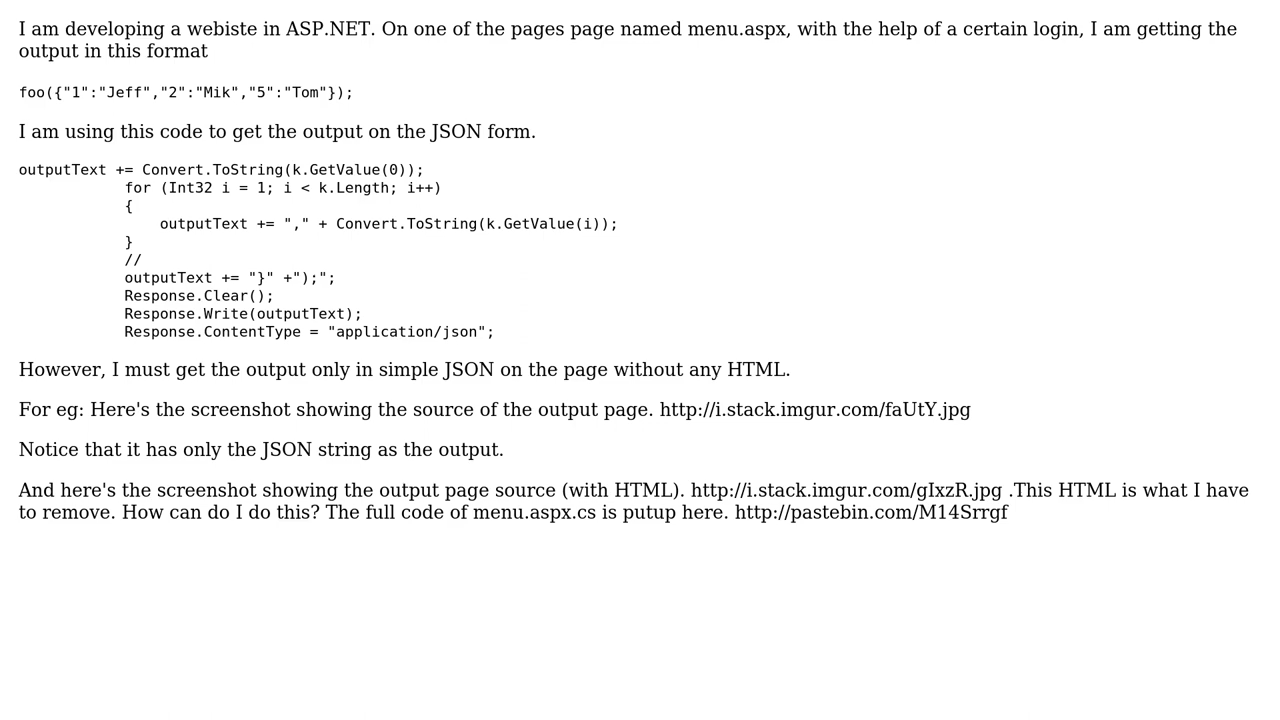 I am developing a webiste in ASP.NET. On one of the pages page named menu.aspx, with the help of a certain login, I am getting the
output in this format
foo({"1":"Jeff","2":"Mik","5":"Tom"});
I am using this code to get the output on the JSON form.
outputText += Convert.ToString(k.GetValue(0));
            for (Int32 i = 1; i < k.Length; i++)
            {
                outputText += "," + Convert.ToString(k.GetValue(i));
            }
            //
            outputText += "}" +");";
            Response.Clear();
            Response.Write(outputText);
            Response.ContentType = "application/json";
However, I must get the output only in simple JSON on the page without any HTML.
For eg: Here's the screenshot showing the source of the output page. http://i.stack.imgur.com/faUtY.jpg
Notice that it has only the JSON string as the output.
And here's the screenshot showing the output page source (with HTML). http://i.stack.imgur.com/gIxzR.jpg .This HTML is what I have
to remove. How can do I do this? The full code of menu.aspx.cs is putup here. http://pastebin.com/M14Srrgf